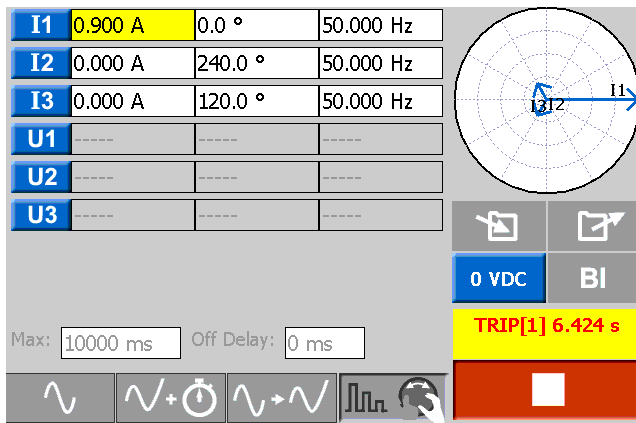 I1 0.900 A 0.0 ° 50.000 Hz
I2 0.000 A 240.0 ° 50.000 Hz
I3 0.000 A 120.0 ° 50.000 Hz
U1 ----- ----- -----
U2 ----- ----- -----
U3 ----- ----- -----
I1
I3 I2
0 VDC BI
TRIP[1] 6.424 s
Max: 10000 ms Off Delay: 0 ms